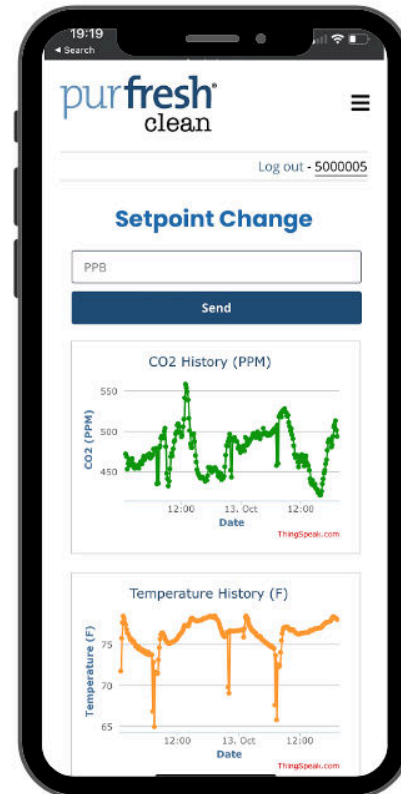 19:19
◂ Search
purfresh®
clean
Log out - 5000005
Setpoint Change
PPB
Send
CO2 History (PPM)
550
500
450
CO2 (PPM)
12:00 13. Oct 12:00
Date
ThingSpeak.com
Temperature History (F)
75
70
65
Temperature (F)
12:00 13. Oct 12:00
Date
ThingSpeak.com